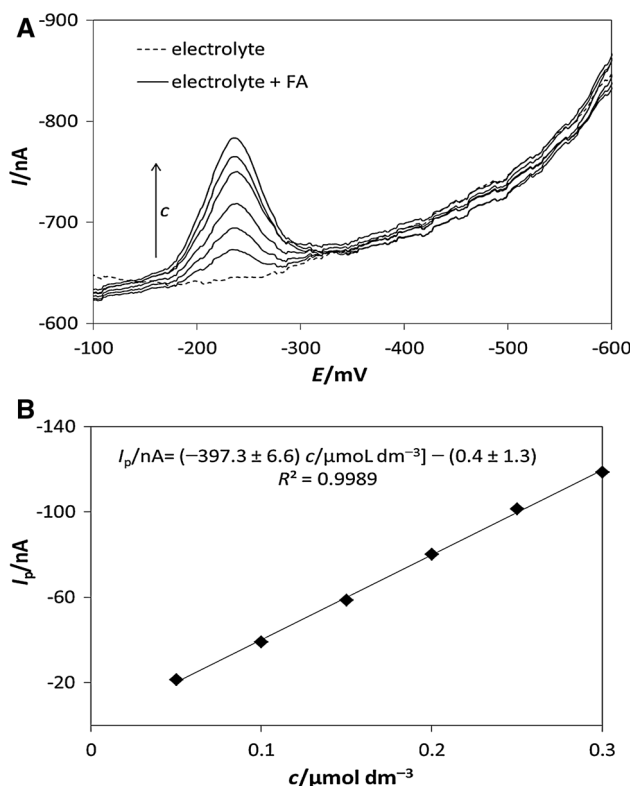 A
-900
electrolyte
electrolyte + FA
-800
I/nA
c
-700
-600
-100 -200 -300 -400 -500 -600
E/mV
B
-140
Iₚ/nA= (−397.3 ± 6.6) c/μmoL dm⁻³] − (0.4 ± 1.3)
R² = 0.9989
-100
Iₚ/nA
-60
-20
0 0.1 0.2 0.3
c/μmol dm⁻³